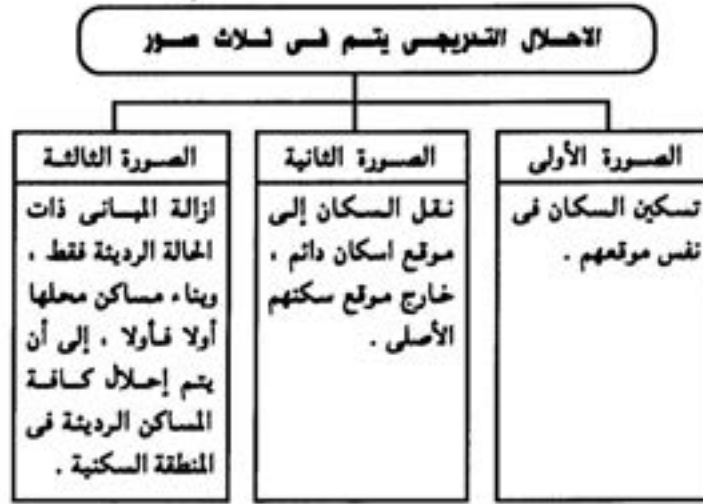 الاحلال التدريجى يتم فى ثلاث صور
الصورة الأولى
تسكين السكان فى
نفس موقعهم .
الصورة الثانية
نقل السكان إلى
موقع اسكان دائم ،
خارج موقع سكنهم
الأصلى .
الصورة الثالثة
ازالة المبانى ذات
الحالة الرديئة فقط ،
وبناء مساكن محلها
أولا فأولا ، إلى أن
يتم إحلال كافة
المساكن الرديئة فى
المنطقة السكنية .